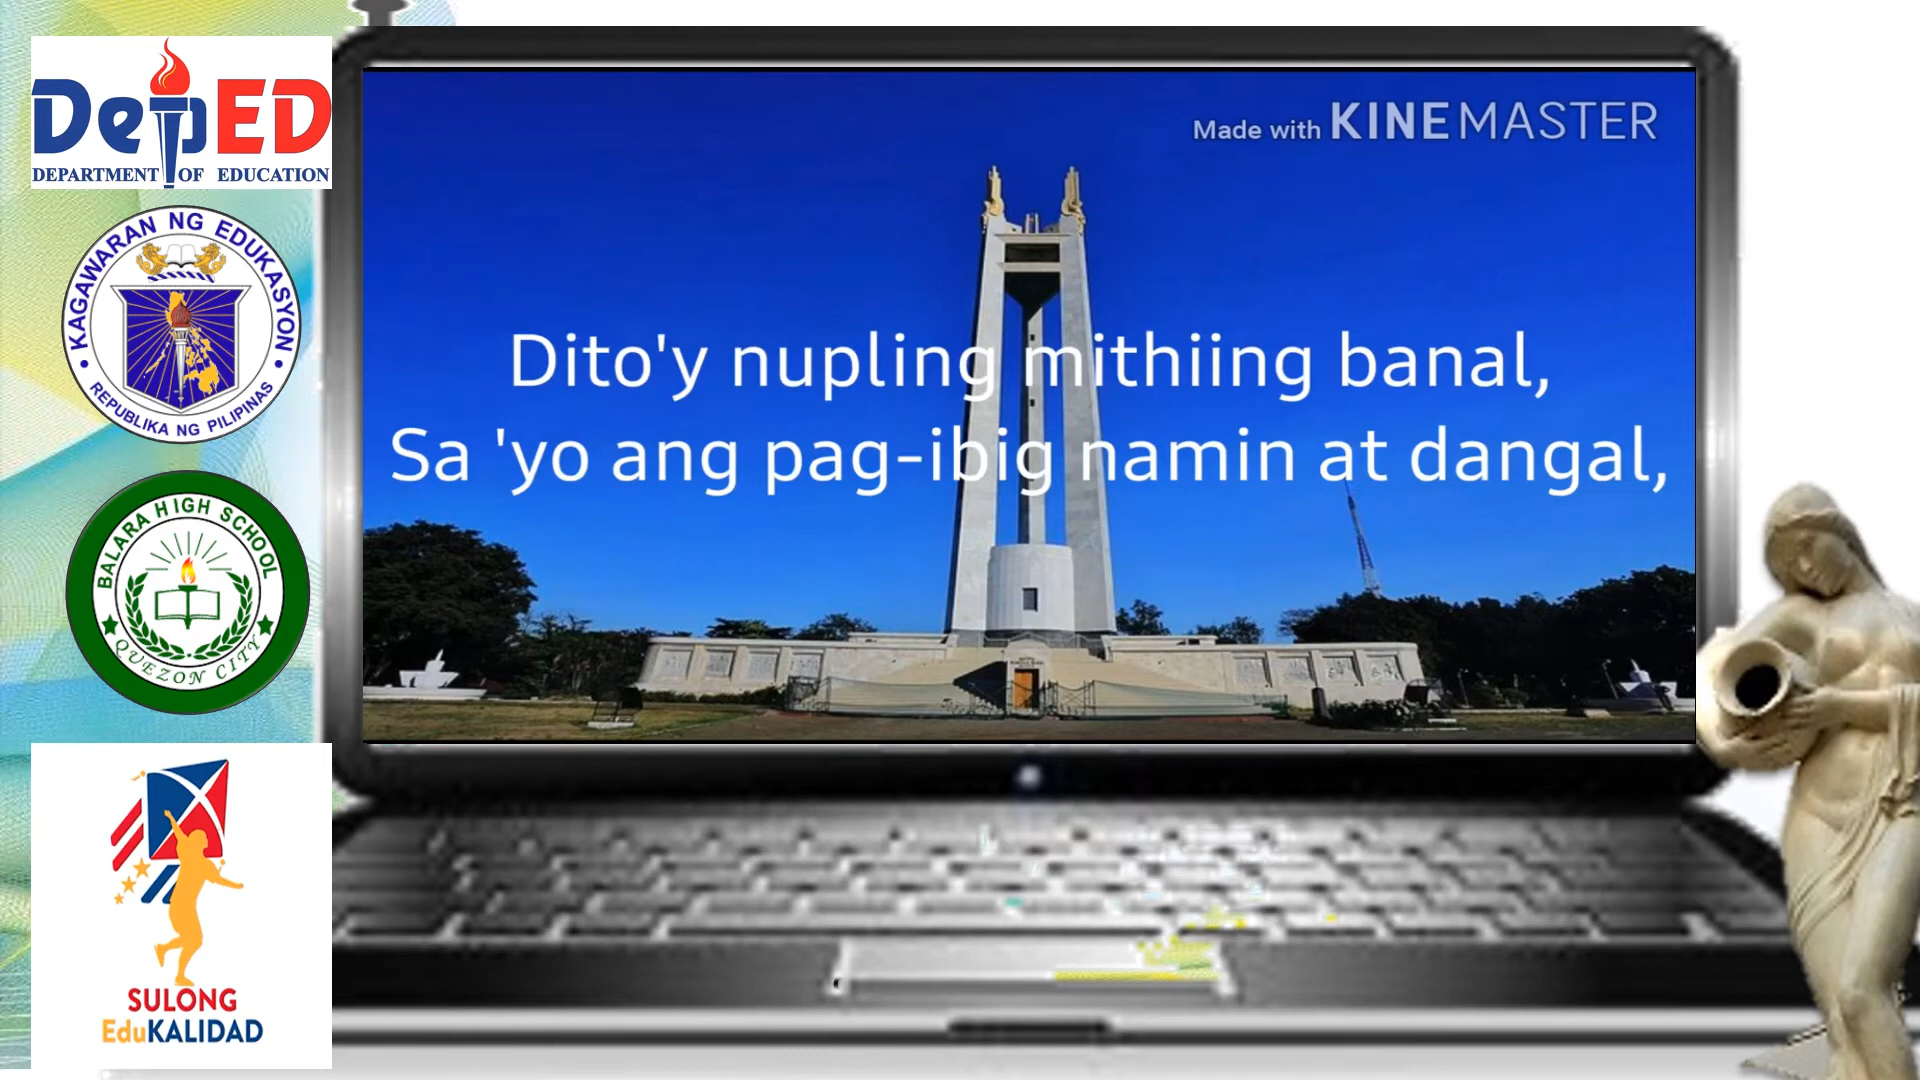 DepED
DEPARTMENT OF EDUCATION
KAGAWARAN NG EDUKASYON
REPUBLIKA NG PILIPINAS
BALARA HIGH SCHOOL
QUEZON CITY
SULONG
EduKALIDAD
Made with KINEMASTER
Dito'y nupling mithiing banal,
Sa 'yo ang pag-ibig namin at dangal,